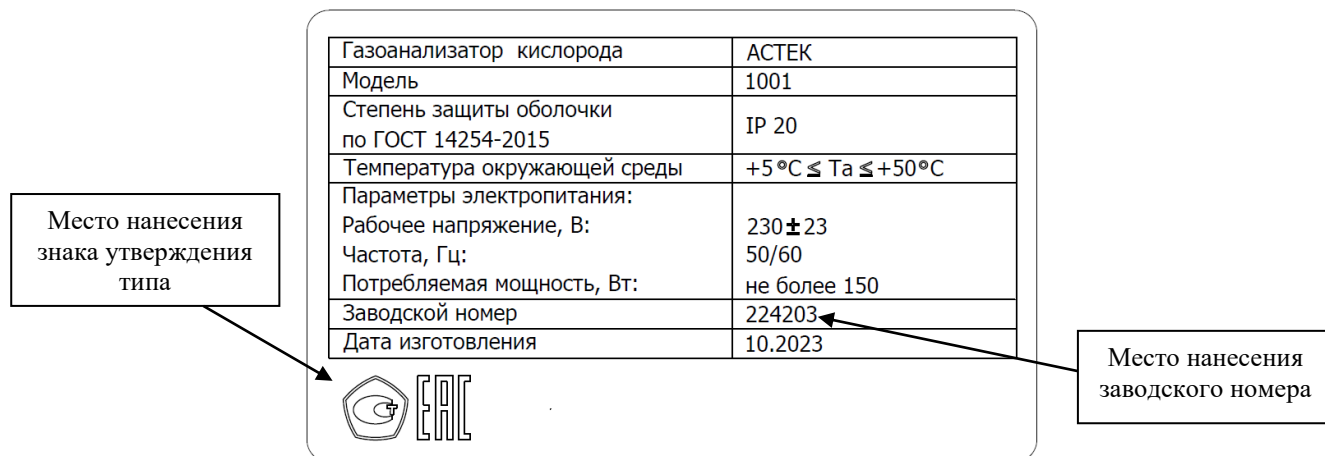 Газоанализатор кислорода АСТЕК
Модель 1001
Степень защиты оболочки
по ГОСТ 14254-2015 IP 20
Температура окружающей среды +5°C ≤ Ta ≤ +50°C
Параметры электропитания:
Рабочее напряжение, В: 230 ± 23
Частота, Гц: 50/60
Потребляемая мощность, Вт: не более 150
Заводской номер 224203
Дата изготовления 10.2023
Место нанесения
знака утверждения
типа
Место нанесения
заводского номера
СТ
EAC